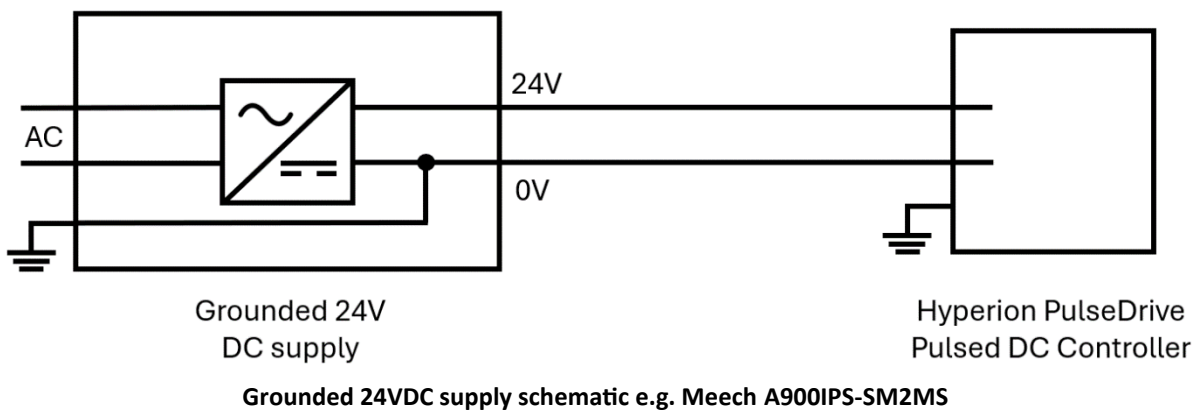 24V
AC
0V
Grounded 24V
DC supply
Hyperion PulseDrive
Pulsed DC Controller
Grounded 24VDC supply schematic e.g. Meech A900IPS-SM2MS